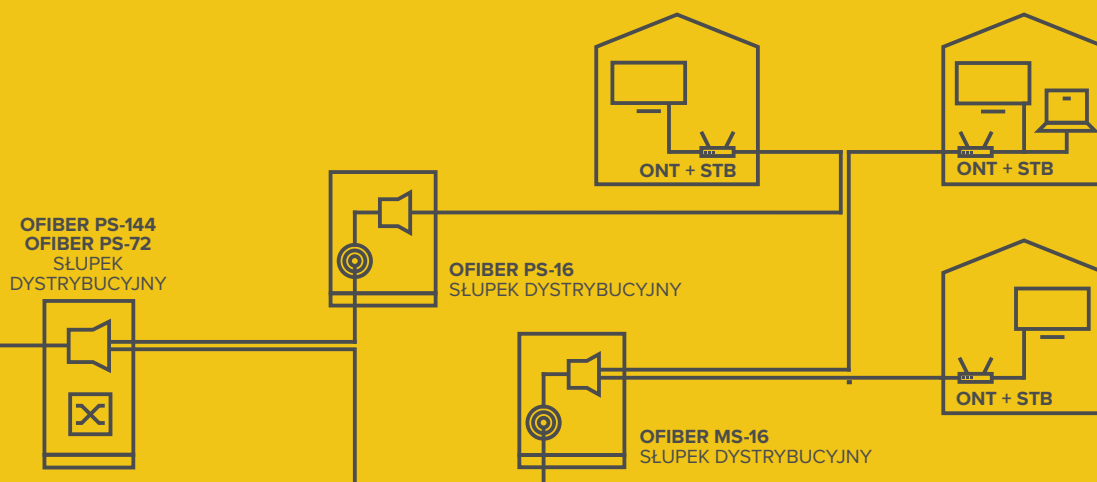 ONT + STB
ONT + STB
OFIBER PS-144
OFIBER PS-72
SŁUPEK
DYSTRYBUCYJNY
OFIBER PS-16
SŁUPEK DYSTRYBUCYJNY
ONT + STB
OFIBER MS-16
SŁUPEK DYSTRYBUCYJNY